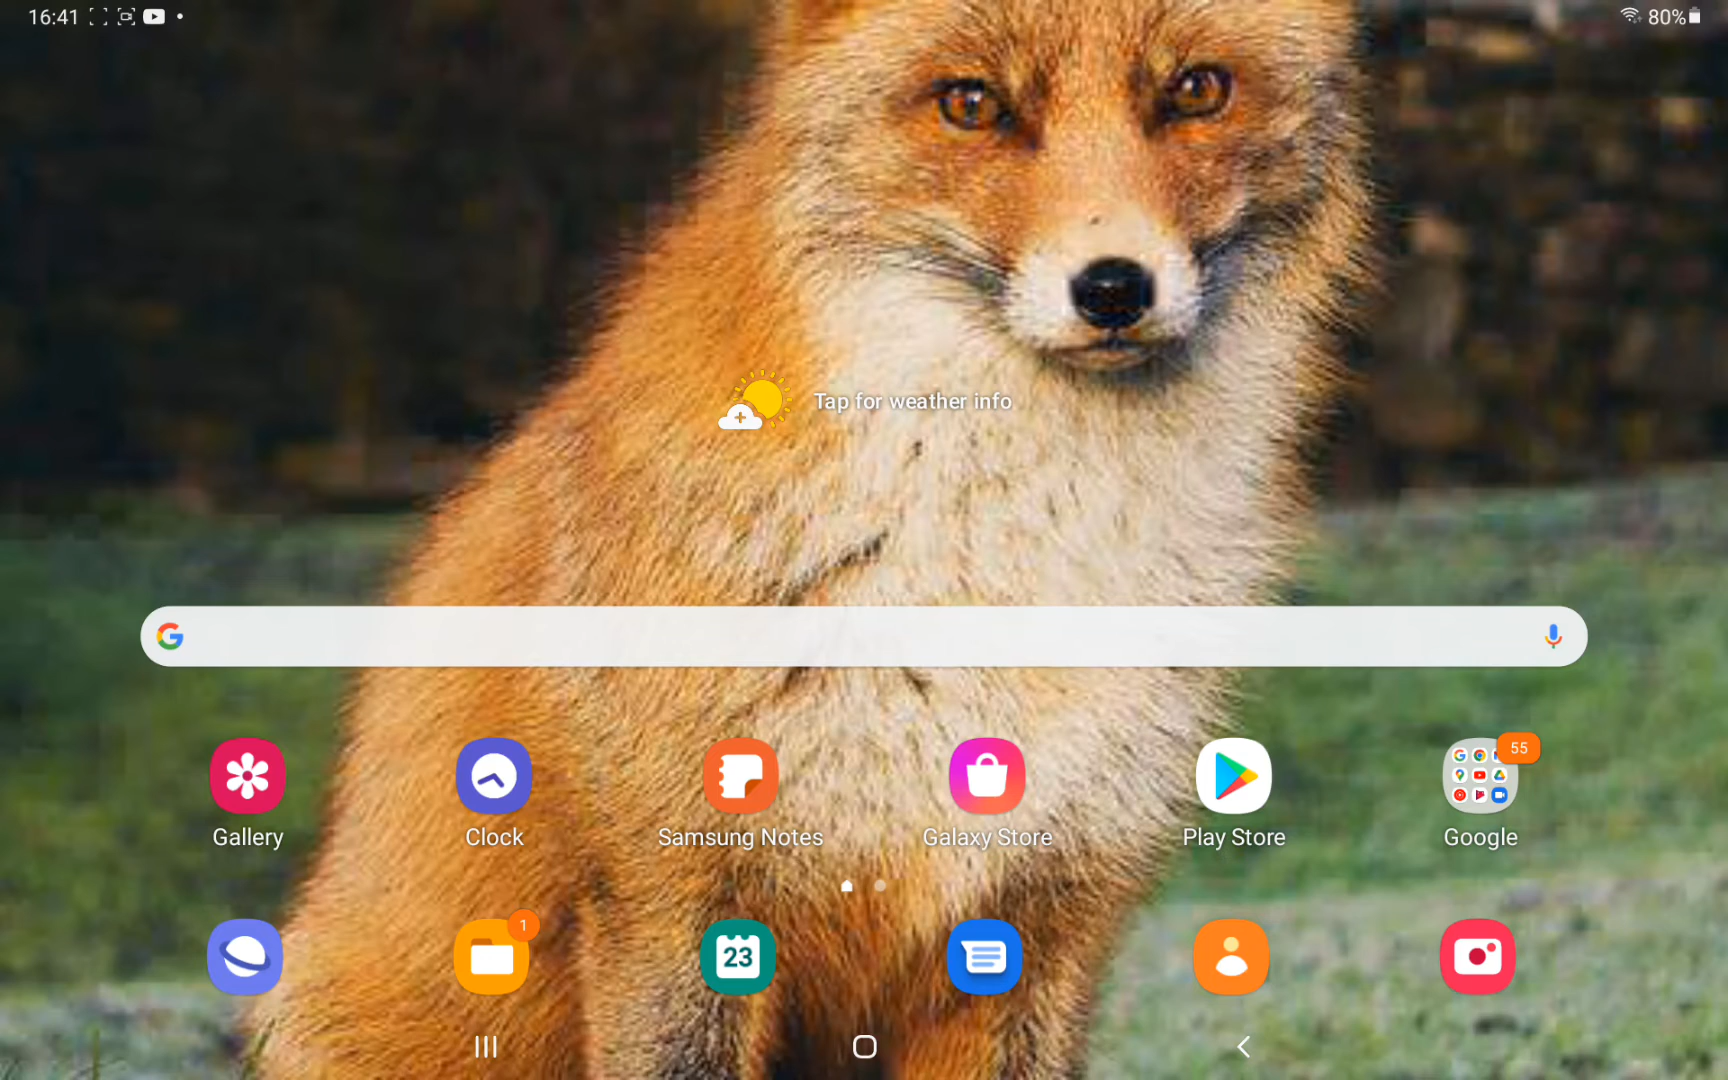 16:41
80%
Tap for weather info
55
Gallery
Clock
Samsung Notes
Galaxy Store
Play Store
Google
1
23